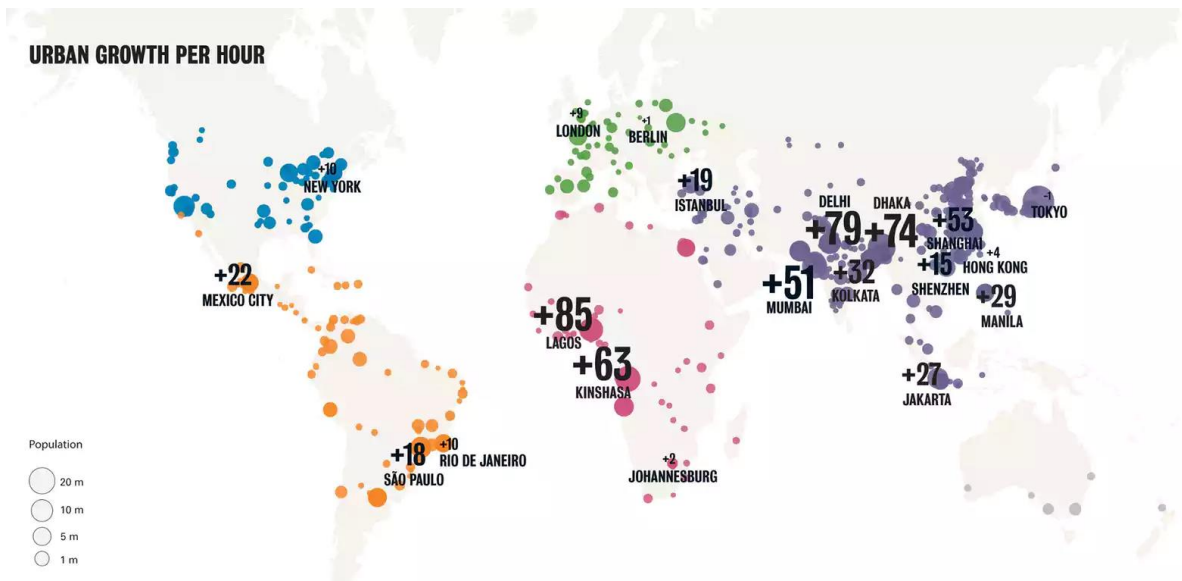 URBAN GROWTH PER HOUR
+9
LONDON
+1
BERLIN
+10
NEW YORK
+19
ISTANBUL
DELHI
+79
DHAKA
+74
+53
SHANGHAI
-1
TOKYO
+4
HONG KONG
+15
SHENZHEN
+22
MEXICO CITY
+51
MUMBAI
+32
KOLKATA
+29
MANILA
+85
LAGOS
+63
KINSHASA
+27
JAKARTA
+18
SÃO PAULO
+10
RIO DE JANEIRO
+2
JOHANNESBURG
Population
20 m
10 m
5 m
1 m